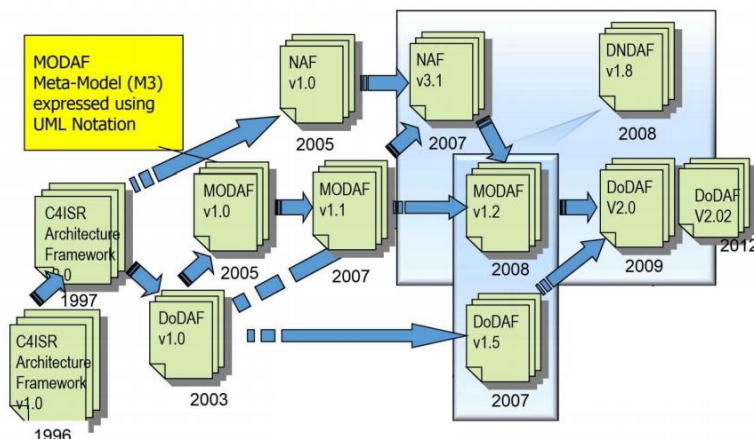 MODAF
Meta-Model (M3)
expressed using
UML Notation
NAF
v1.0
2005
NAF
v3.1
2007
DNDAF
v1.8
2008
C4ISR
Architecture
Framework
1997
MODAF
v1.0
2005
MODAF
v1.1
2007
MODAF
v1.2
2008
DoDAF
V2.0
2009
DoDAF
V2.02
2012
C4ISR
Architecture
Framework
v1.0
1996
DoDAF
v1.0
2003
DoDAF
v1.5
2007